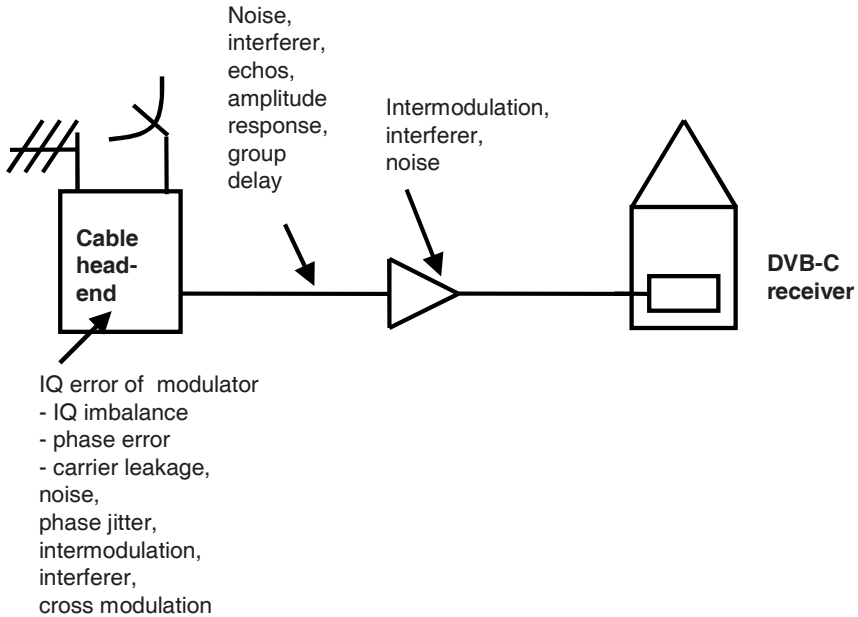 Noise,
interferer,
echos,
amplitude
response,
group
delay
Intermodulation,
interferer,
noise
Cable
head-
end
DVB-C
receiver
IQ error of modulator
- IQ imbalance
- phase error
- carrier leakage,
noise,
phase jitter,
intermodulation,
interferer,
cross modulation